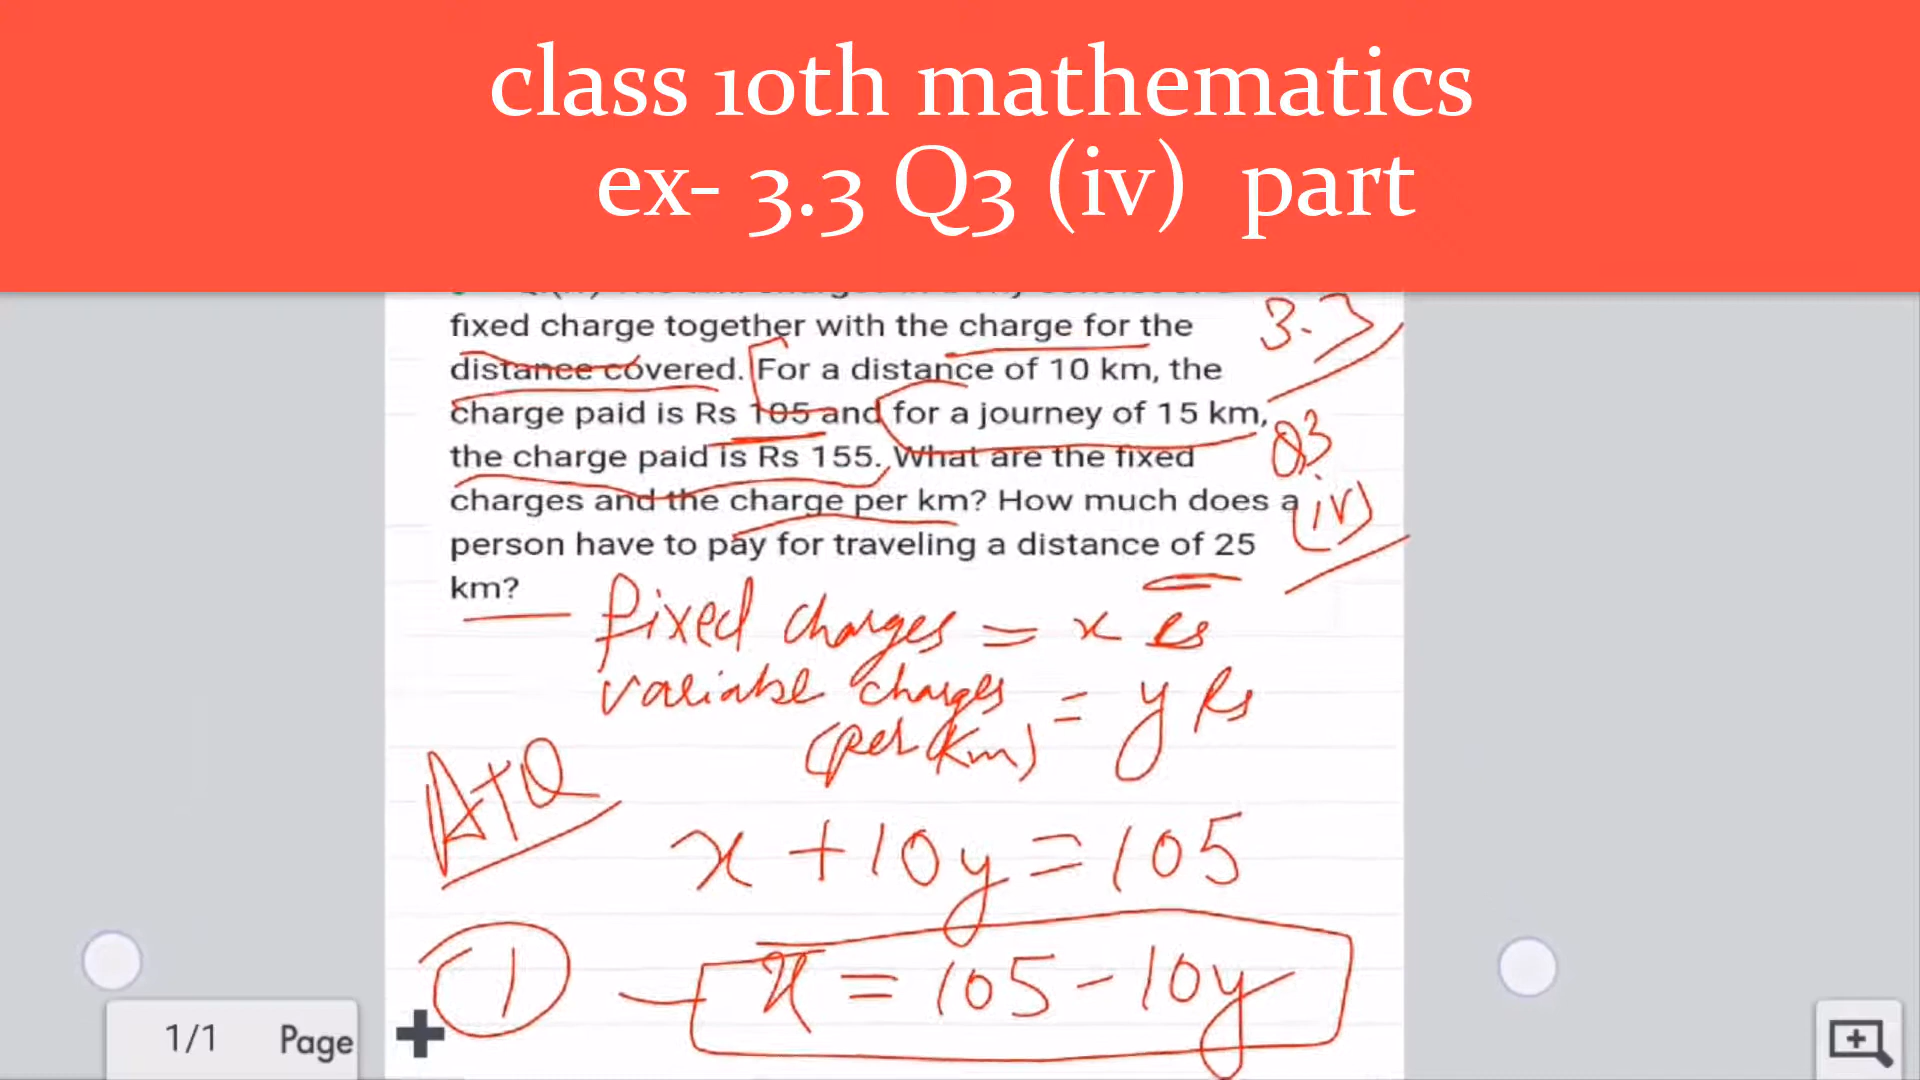 class 10th mathematics
ex- 3.3 Q3 (iv) part
fixed charge together with the charge for the
distance covered. For a distance of 10 km, the
charge paid is Rs 105 and for a journey of 15 km,
the charge paid is Rs 155. What are the fixed
charges and the charge per km? How much does a
person have to pay for traveling a distance of 25
km?
3.3
Q3
(iv)
fixed charges = x Rs
variable charges = y Rs
(per Km)
ATQ
x + 10y = 105
1 x = 105 - 10y
1/1 Page